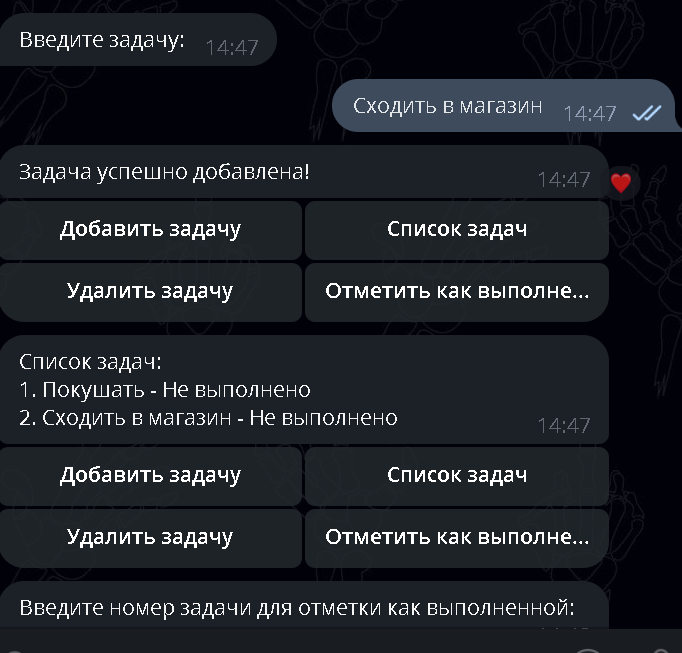 Введите задачу: 14:47
Сходить в магазин 14:47
Задача успешно добавлена! 14:47
Добавить задачу Список задач
Удалить задачу Отметить как выполне...
Список задач:
1. Покушать - Не выполнено
2. Сходить в магазин - Не выполнено 14:47
Добавить задачу Список задач
Удалить задачу Отметить как выполне...
Введите номер задачи для отметки как выполненной: